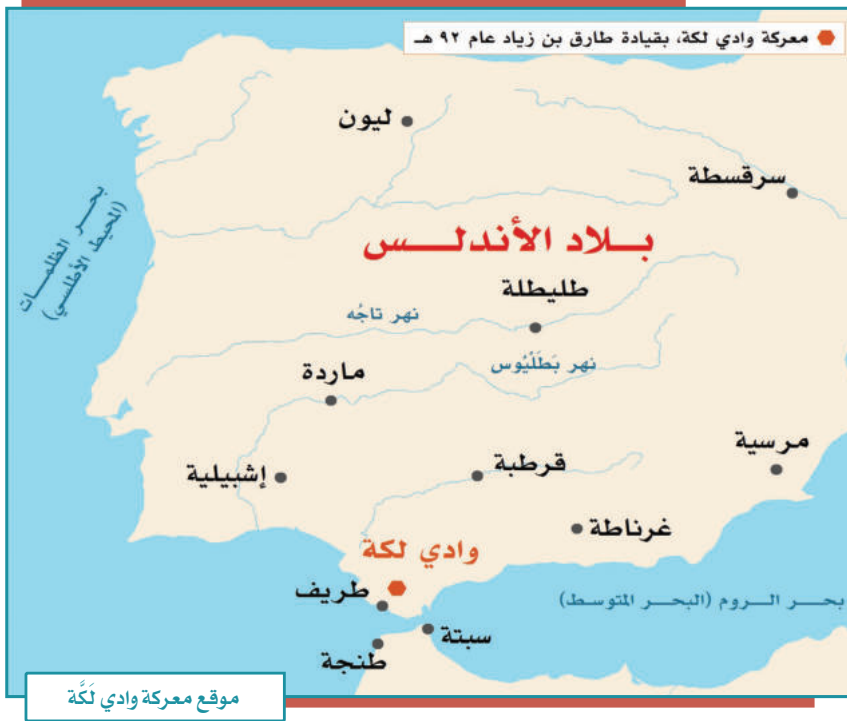 معركة وادي لكة، بقيادة طارق بن زياد عام ٩٢ هـ
ليون
سرقسطة
بحر الظلمات
(المحيط الأطلسي)
بلاد الأندلس
طليطلة
نهر تاجُه
نهر بَطَلْيُوس
ماردة
مرسية
قرطبة
إشبيلية
غرناطة
وادي لكة
طريف
بحر الروم (البحر المتوسط)
سبتة
طنجة
موقع معركة وادي لَكَّة